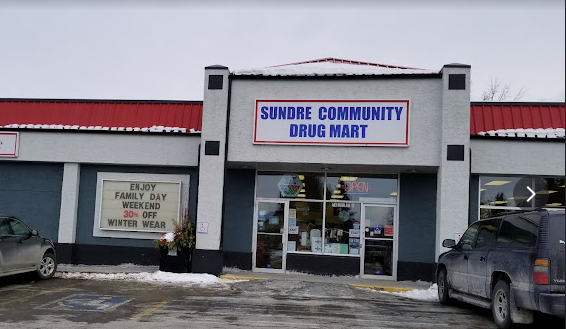 SUNDRE COMMUNITY
DRUG MART
OPEN
ENJOY
FAMILY DAY
WEEKEND
30% OFF
WINTER WEAR